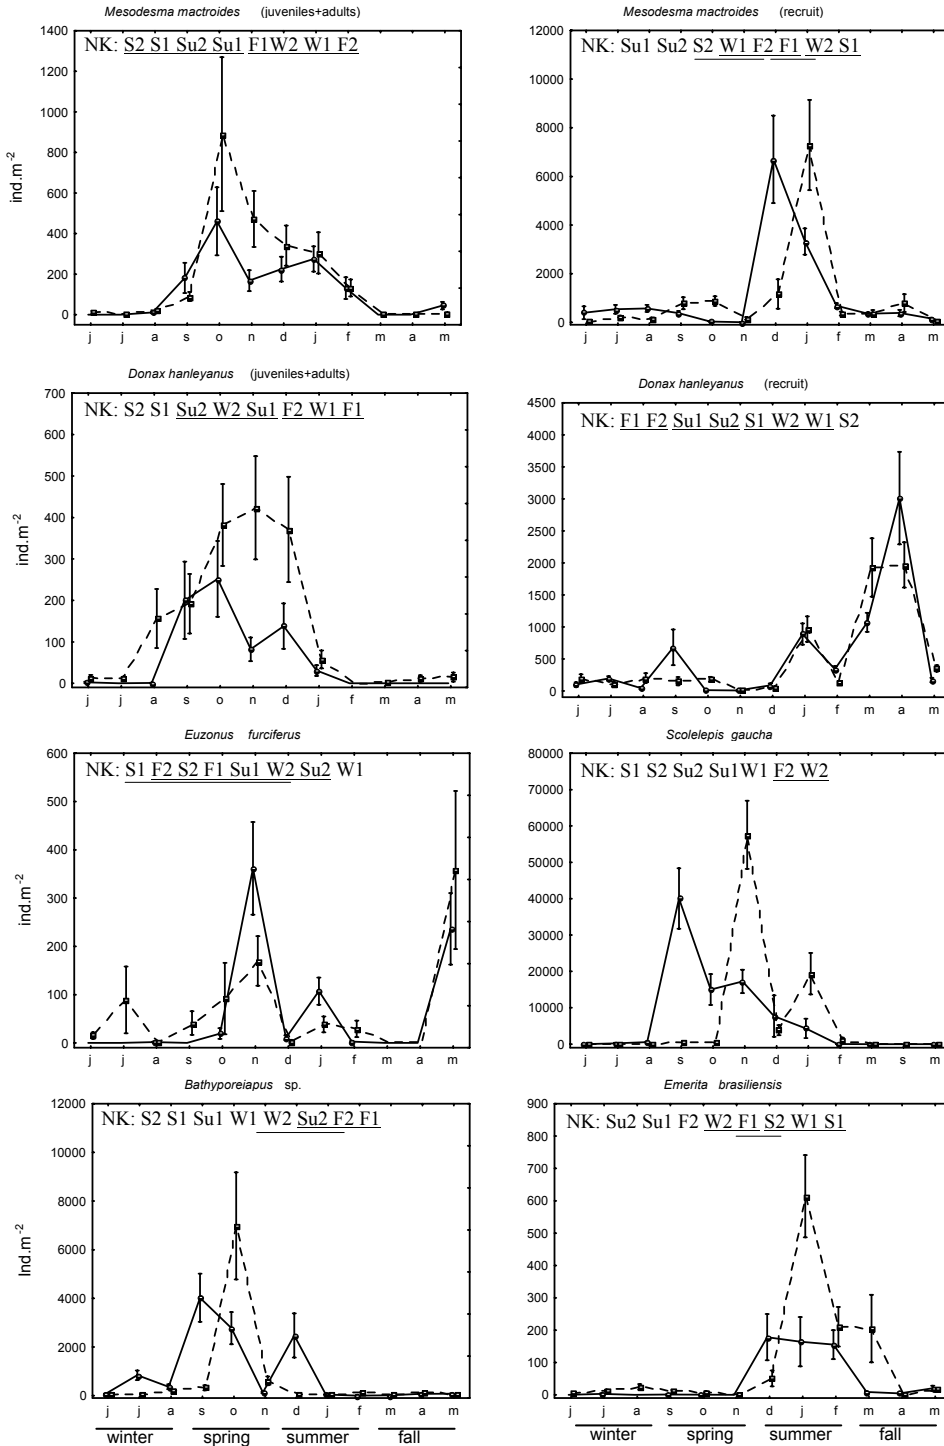 Mesodesma mactroides (juveniles+adults)
NK: S2 S1 Su2 Su1 F1W2 W1 F2
ind.m-2
1400
1200
1000
800
600
400
200
0
j j a s o n d j f m a m
Mesodesma mactroides (recruit)
NK: Su1 Su2 S2 W1 F2 F1 W2 S1
12000
10000
8000
6000
4000
2000
0
j j a s o n d j f m a m
Donax hanleyanus (juveniles+adults)
NK: S2 S1 Su2 W2 Su1 F2 W1 F1
ind.m-2
700
600
500
400
300
200
100
0
j j a s o n d j f m a m
Donax hanleyanus (recruit)
NK: F1 F2 Su1 Su2 S1 W2 W1 S2
4500
4000
3500
3000
2500
2000
1500
1000
500
0
j j a s o n d j f m a m
Euzonus furciferus
NK: S1 F2 S2 F1 Su1 W2 Su2 W1
ind.m-2
600
500
400
300
200
100
0
j j a s o n d j f m a m
Scolelepis gaucha
NK: S1 S2 Su2 Su1W1 F2 W2
80000
70000
60000
50000
40000
30000
20000
10000
0
j j a s o n d j f m s m
Bathyporeiapus sp.
NK: S2 S1 Su1 W1 W2 Su2 F2 F1
Ind.m-2
12000
10000
8000
6000
4000
2000
0
j j a s o n d j f m a m
winter spring summer fall
Emerita brasiliensis
NK: Su2 Su1 F2 W2 F1 S2 W1 S1
900
800
700
600
500
400
300
200
100
0
j j a s o n d j f m a m
winter spring summer fall